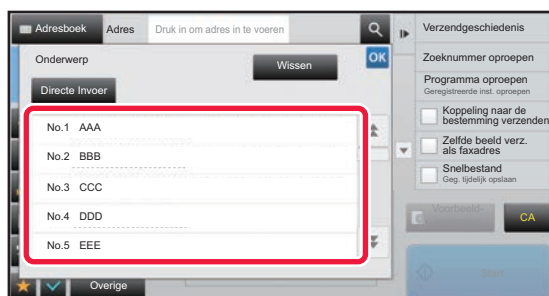 Adresboek Adres Druk in om adres in te voeren
Onderwerp Wissen OK
Directe Invoer
No.1 AAA
No.2 BBB
No.3 CCC
No.4 DDD
No.5 EEE
Overige
Verzendgeschiedenis
Zoeknummer oproepen
Programma oproepen
Geregistreerde inst. oproepen
Koppeling naar de
bestemming verzenden
Zelfde beeld verz.
als faxadres
Snelbestand
Geg. tijdelijk opslaan
Voorbeeld-
CA
Start